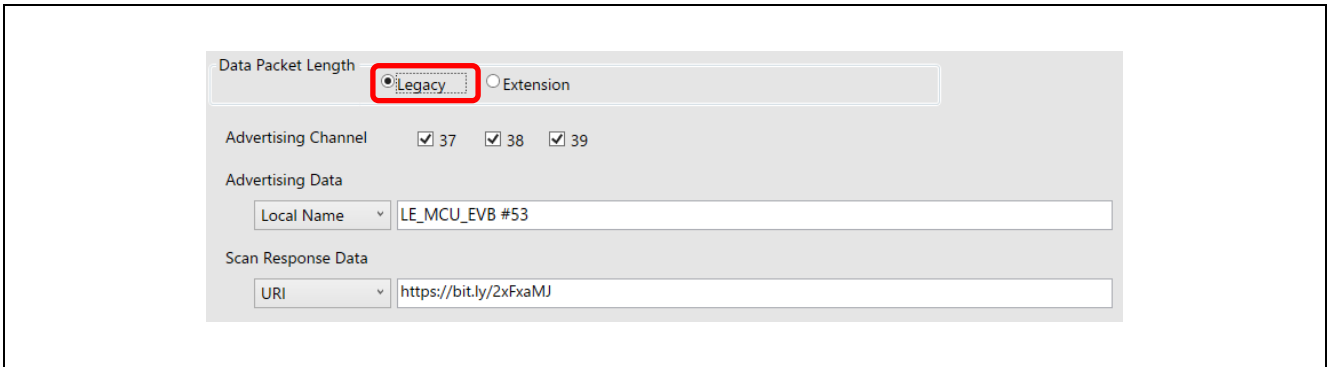 Data Packet Length
Legacy Extension
Advertising Channel 37 38 39
Advertising Data
Local Name LE_MCU_EVB #53
Scan Response Data
URI https://bit.ly/2xFxaMJ